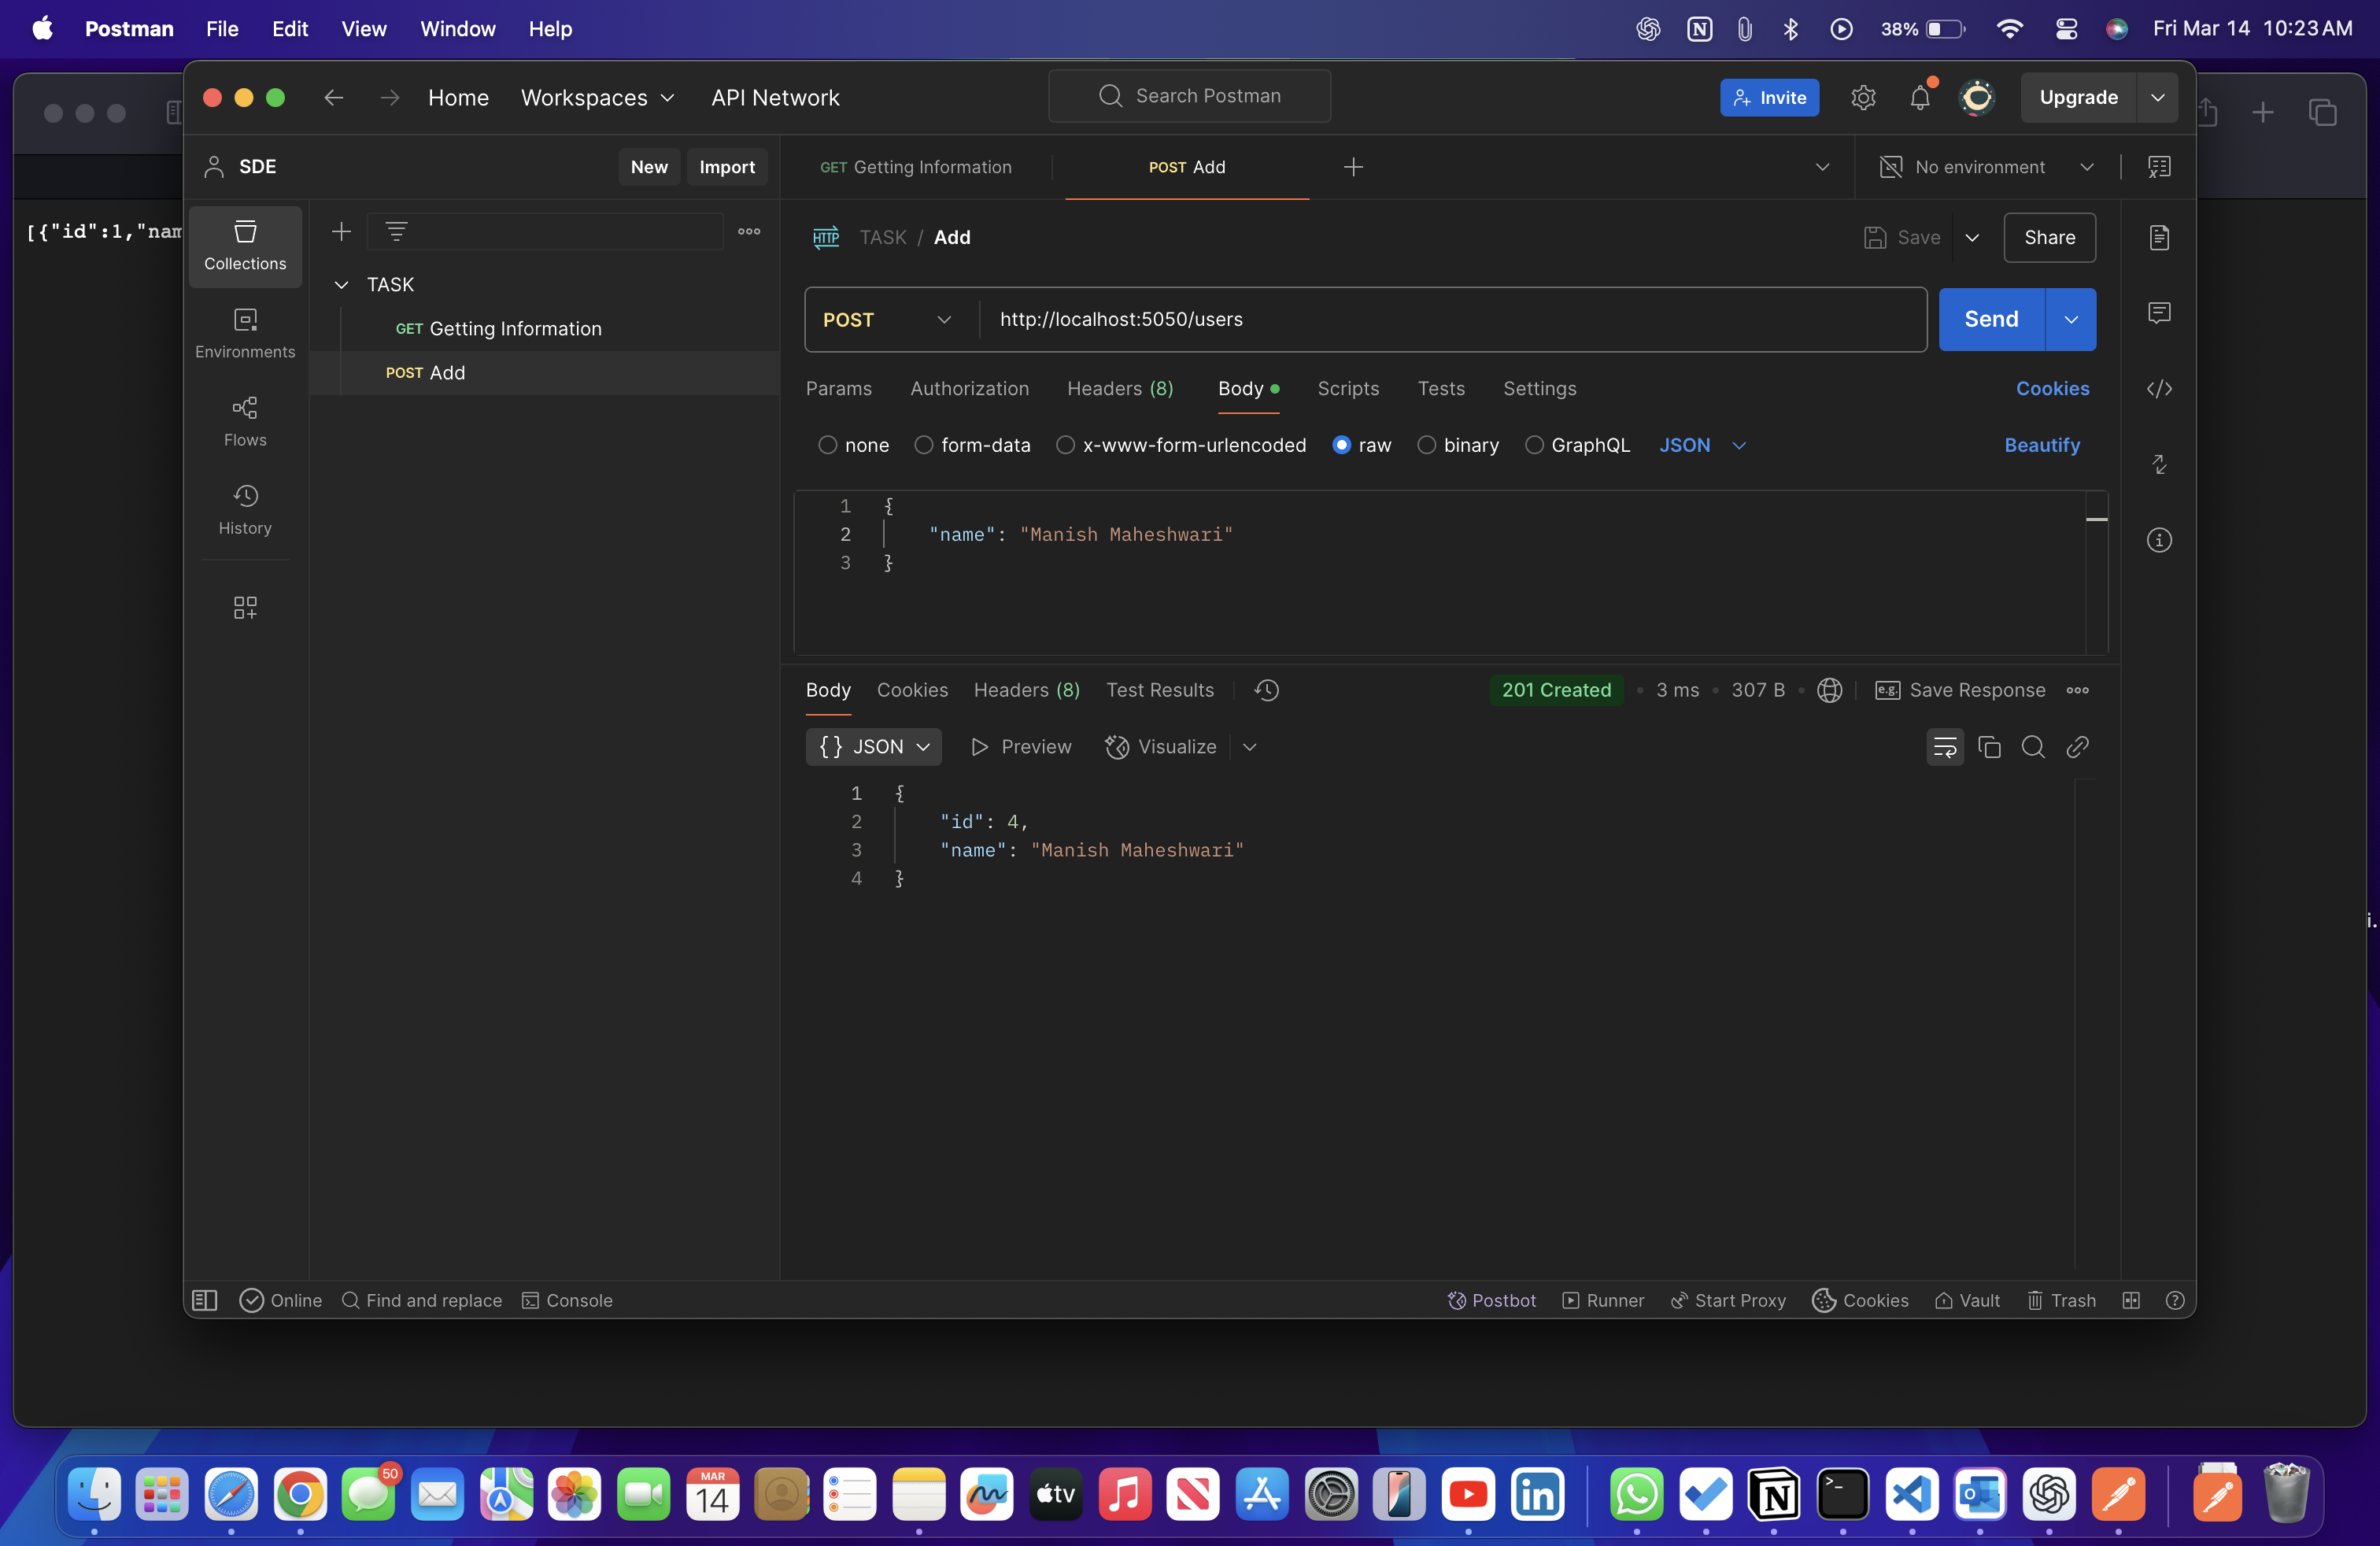 Postman File Edit View Window Help 38% Fri Mar 14 10:23 AM
Home Workspaces API Network Search Postman Invite Upgrade
SDE New Import GET Getting Information POST Add No environment
[{"id":1,"nam
Collections
Environments
Flows
History
TASK
GET Getting Information
POST Add
HTTP TASK / Add Save Share
POST http://localhost:5050/users Send
Params Authorization Headers (8) Body Scripts Tests Settings Cookies
none form-data x-www-form-urlencoded raw binary GraphQL JSON Beautify
1 {
2 "name": "Manish Maheshwari"
3 }
Body Cookies Headers (8) Test Results 201 Created 3 ms 307 B e.g. Save Response
{} JSON Preview Visualize
1 {
2 "id": 4,
3 "name": "Manish Maheshwari"
4 }
i.
Online Find and replace Console Postbot Runner Start Proxy Cookies Vault Trash
50
MAR
14
tv
in